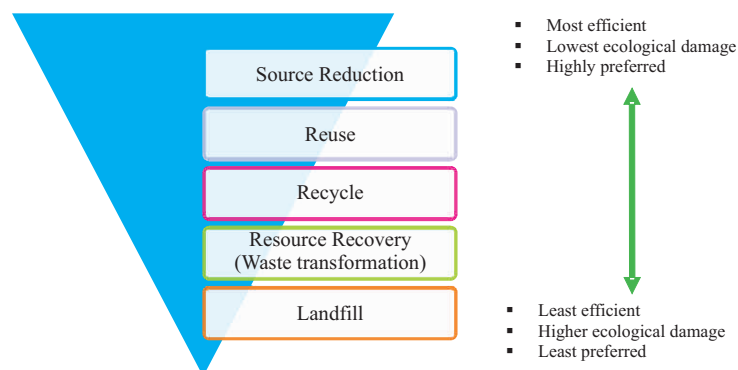 ▪ Most efficient
▪ Lowest ecological damage
▪ Highly preferred
Source Reduction
Reuse
Recycle
Resource Recovery
(Waste transformation)
Landfill
▪ Least efficient
▪ Higher ecological damage
▪ Least preferred